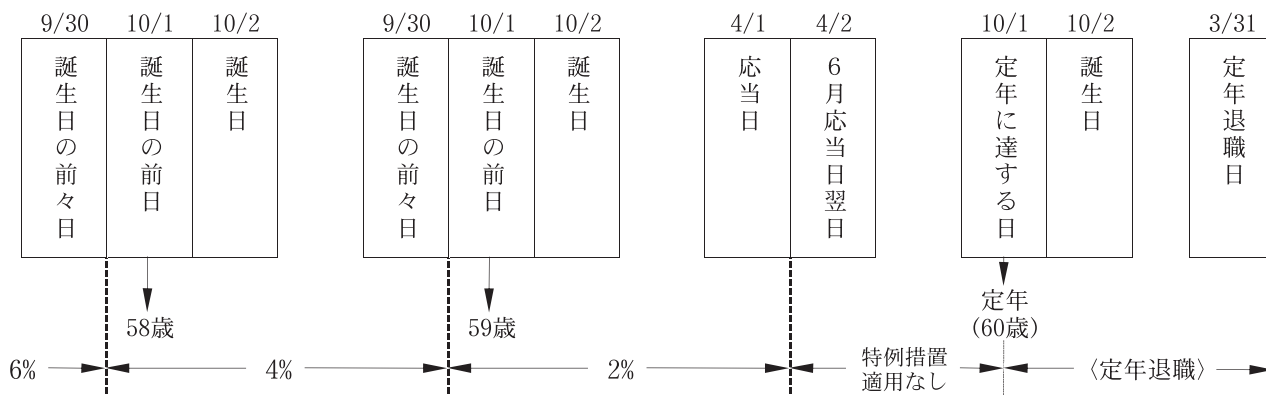 9/30 10/1 10/2 9/30 10/1 10/2 4/1 4/2 10/1 10/2 3/31
誕生日の前々日
誕生日の前日
誕生日
誕生日の前々日
誕生日の前日
誕生日
応当日
6月応当日翌日
定年に達する日
誕生日
定年退職日
58歳
59歳
定年
(60歳)
6%
4%
2%
特例措置
適用なし
〈定年退職〉